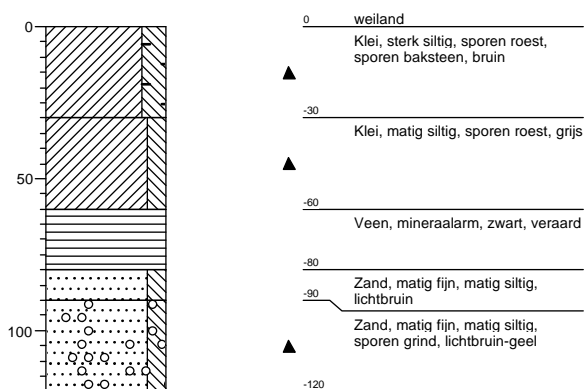 0
0
weiland
Klei, sterk siltig, sporen roest,
sporen baksteen, bruin
-30
Klei, matig siltig, sporen roest, grijs
50
-60
Veen, mineraalarm, zwart, veraard
-80
Zand, matig fijn, matig siltig,
lichtbruin
-90
Zand, matig fijn, matig siltig,
sporen grind, lichtbruin-geel
100
-120